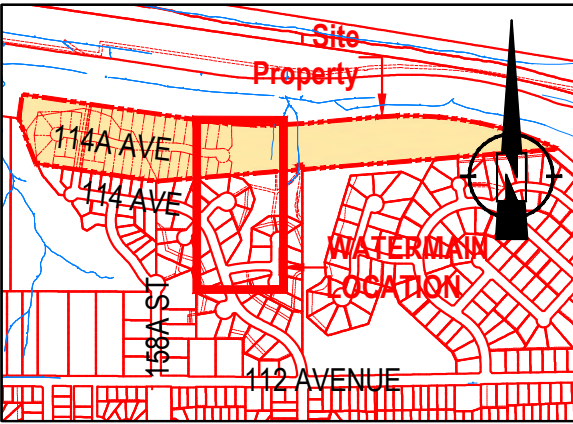 Site
Property
114A AVE
114 AVE
WATERMAIN
LOCATION
158A ST
112 AVENUE
N